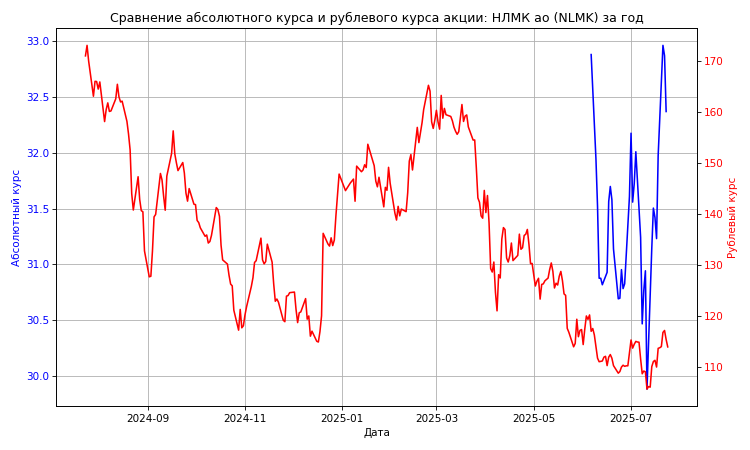 Сравнение абсолютного курса и рублевого курса акции: НЛМК ао (NLMK) за год
33.0
32.5
32.0
31.5
31.0
30.5
30.0
Абсолютный курс
170
160
150
140
130
120
110
Рублевый курс
2024-09 2024-11 2025-01 2025-03 2025-05 2025-07
Дата